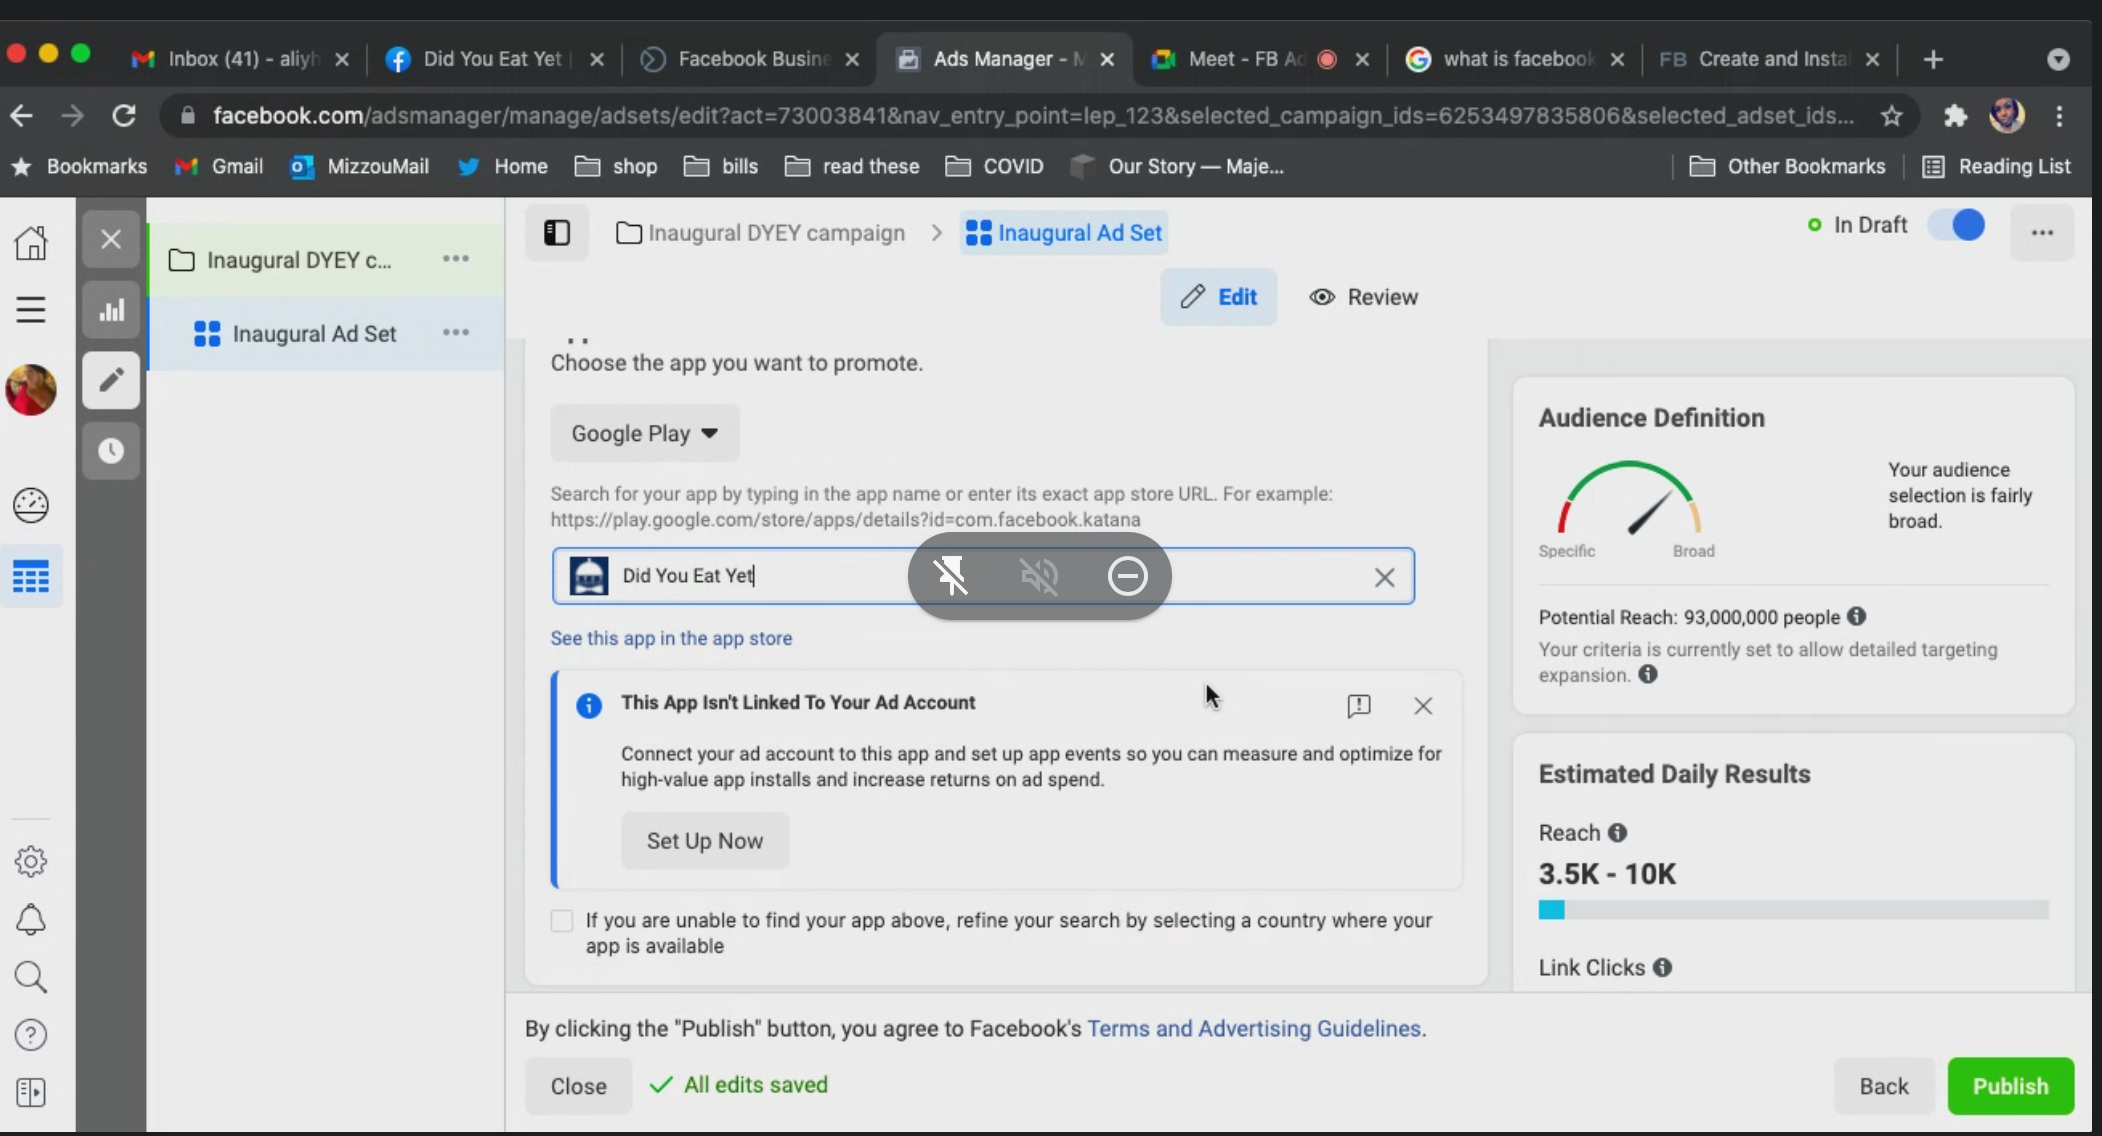 Inbox (41) - aliyh
Did You Eat Yet
Facebook Busine
Ads Manager - M
Meet - FB Ad
what is facebook
FB Create and Instal
facebook.com/adsmanager/manage/adsets/edit?act=73003841&nav_entry_point=lep_123&selected_campaign_ids=6253497835806&selected_adset_ids...
Bookmarks
Gmail
MizzouMail
Home
shop
bills
read these
COVID
Our Story — Maje...
Other Bookmarks
Reading List
Inaugural DYEY c...
Inaugural Ad Set
Inaugural DYEY campaign
Inaugural Ad Set
In Draft
Edit
Review
Choose the app you want to promote.
Google Play
Search for your app by typing in the app name or enter its exact app store URL. For example:
https://play.google.com/store/apps/details?id=com.facebook.katana
Did You Eat Yet
See this app in the app store
This App Isn't Linked To Your Ad Account
Connect your ad account to this app and set up app events so you can measure and optimize for
high-value app installs and increase returns on ad spend.
Set Up Now
If you are unable to find your app above, refine your search by selecting a country where your
app is available
Audience Definition
Your audience
selection is fairly
broad.
Specific
Broad
Potential Reach: 93,000,000 people
Your criteria is currently set to allow detailed targeting
expansion.
Estimated Daily Results
Reach
3.5K - 10K
Link Clicks
By clicking the "Publish" button, you agree to Facebook's Terms and Advertising Guidelines.
Close
All edits saved
Back
Publish